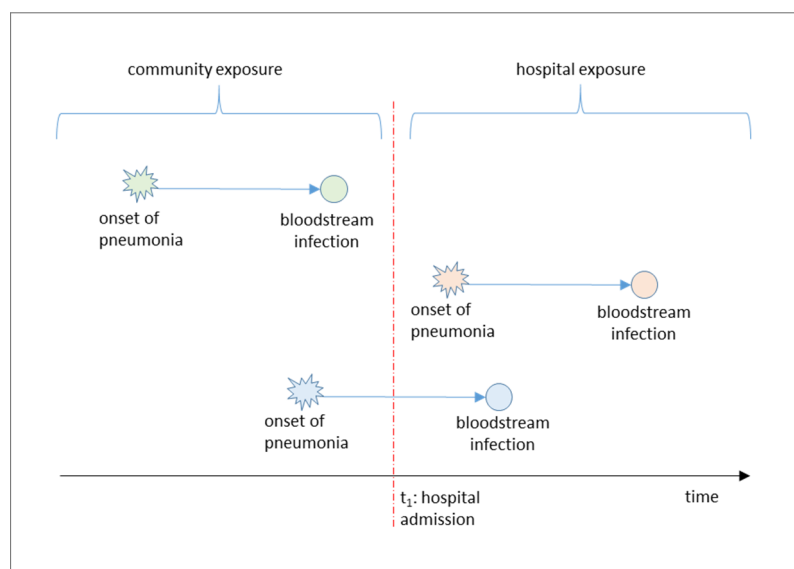 community exposure
hospital exposure
onset of
pneumonia
bloodstream
infection
onset of
pneumonia
bloodstream
infection
onset of
pneumonia
bloodstream
infection
t₁: hospital
admission
time